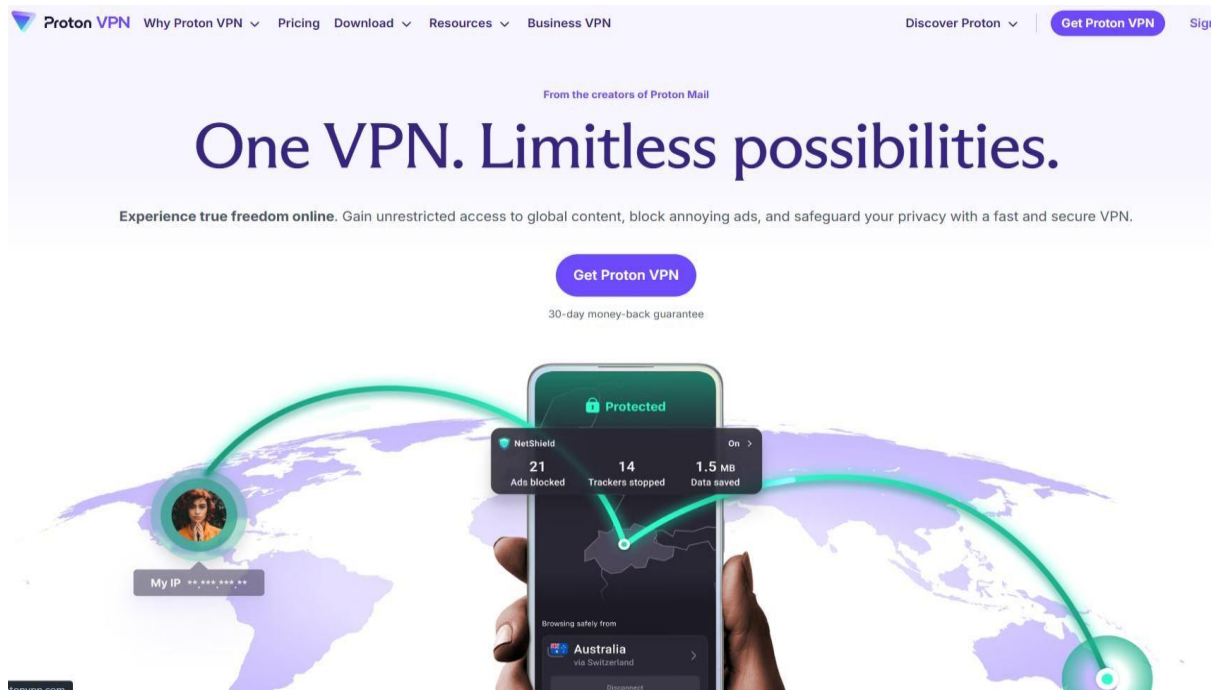 Proton VPN Why Proton VPN Pricing Download Resources Business VPN Discover Proton Get Proton VPN
From the creators of Proton Mail
One VPN. Limitless possibilities.
Experience true freedom online. Gain unrestricted access to global content, block annoying ads, and safeguard your privacy with a fast and secure VPN.
Get Proton VPN
30-day money-back guarantee
Protected
NetShield On
21 14 1.5 MB
Ads blocked Trackers stopped Data saved
My IP **.***.***.**
Browsing safely from
Australia
via Switzerland
Disconnect